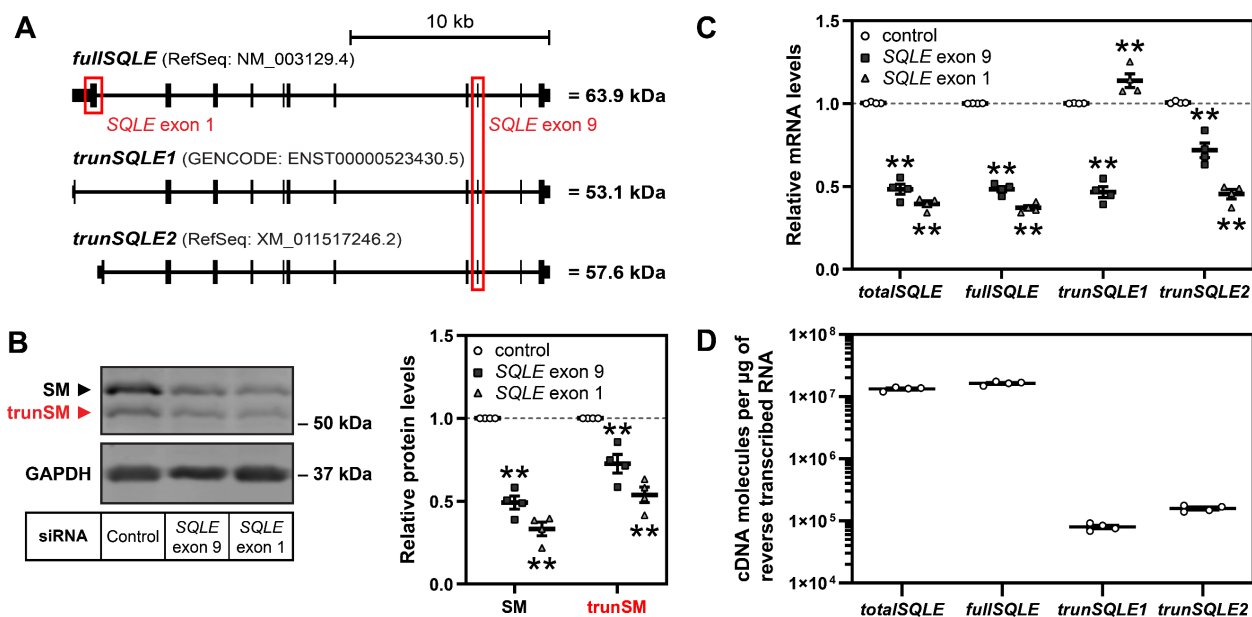 A
10 kb
fullSQLE (RefSeq: NM_003129.4)
= 63.9 kDa
SQLE exon 1
SQLE exon 9
trunSQLE1 (GENCODE: ENST00000523430.5)
= 53.1 kDa
trunSQLE2 (RefSeq: XM_011517246.2)
= 57.6 kDa
B
SM
trunSM
– 50 kDa
GAPDH
– 37 kDa
siRNA
Control
SQLE
exon 9
SQLE
exon 1
Relative protein levels
1.5
1.0
0.5
0.0
control
SQLE exon 9
SQLE exon 1
**
**
**
**
SM
trunSM
C
Relative mRNA levels
1.5
1.0
0.5
0.0
control
SQLE exon 9
SQLE exon 1
**
**
**
**
**
**
**
**
totalSQLE
fullSQLE
trunSQLE1
trunSQLE2
D
cDNA molecules per µg of
reverse transcribed RNA
1×10⁸
1×10⁷
1×10⁶
1×10⁵
1×10⁴
totalSQLE
fullSQLE
trunSQLE1
trunSQLE2